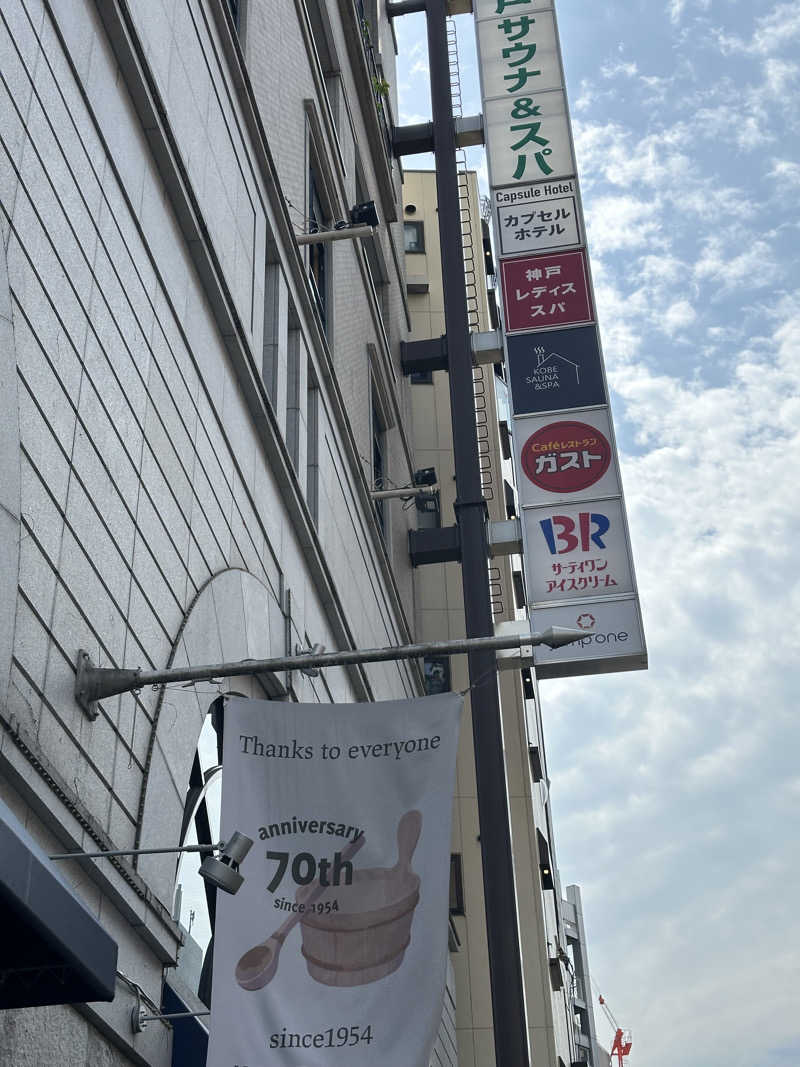 戸サウナ&スパ
Capsule Hotel
カプセル
ホテル
神戸
レディス
スパ
KOBE
SAUNA
&SPA
Caféレストラン
ガスト
BR
サーティワン
アイスクリーム
one
Thanks to everyone
anniversary
70th
since 1954
since1954